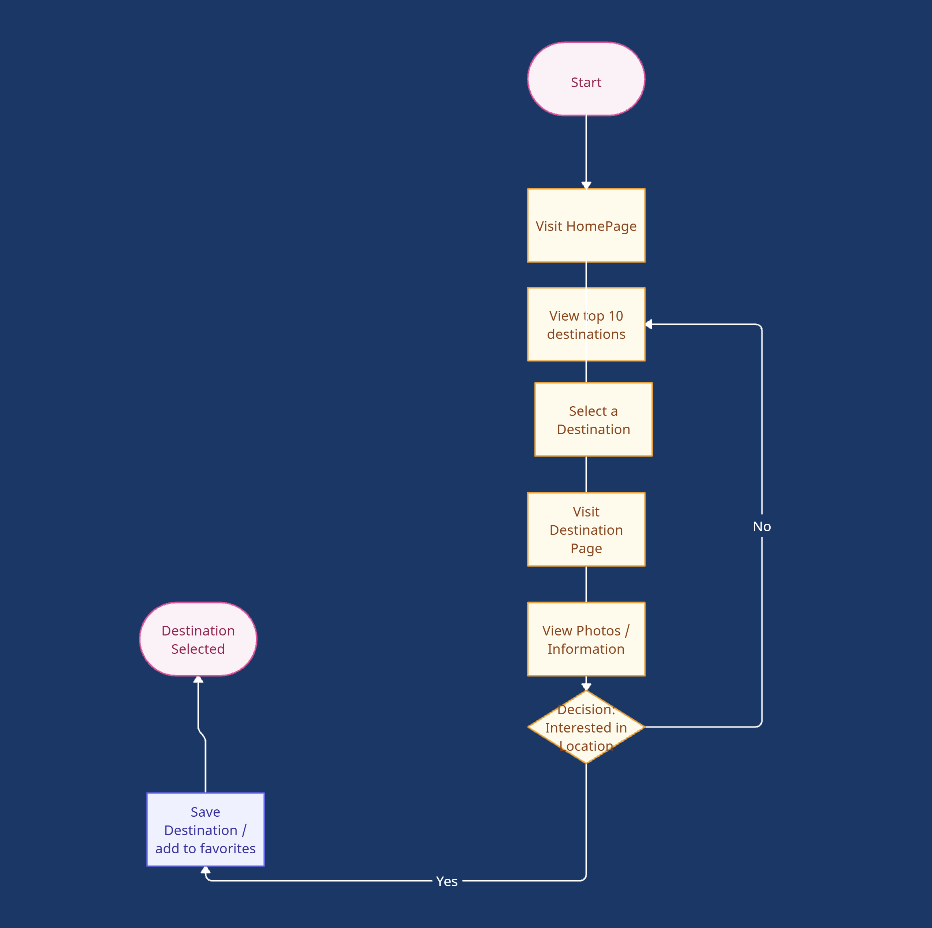 Start
Visit HomePage
View top 10
destinations
Select a
Destination
Visit
Destination
Page
No
View Photos /
Information
Destination
Selected
Decision:
Interested in
Location
Save
Destination /
add to favorites
Yes